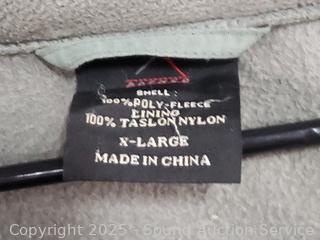 SHELL:
100% POLY-FLEECE
LINING
100% TASLON NYLON
X-LARGE
MADE IN CHINA
Copyright 2025 - Sound Auction Service